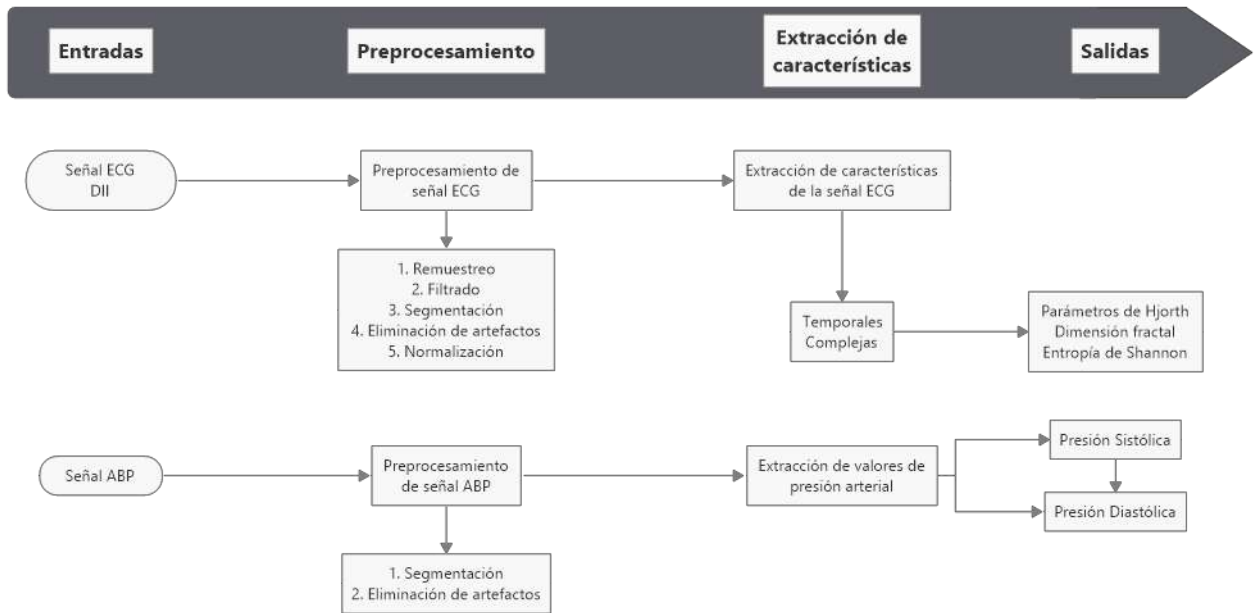 Entradas
Preprocesamiento
Extracción de
características
Salidas
Señal ECG
DII
Preprocesamiento de
señal ECG
Extracción de características
de la señal ECG
1. Remuestreo
2. Filtrado
3. Segmentación
4. Eliminación de artefactos
5. Normalización
Temporales
Complejas
Parámetros de Hjorth
Dimensión fractal
Entropía de Shannon
Señal ABP
Preprocesamiento
de señal ABP
Extracción de valores de
presión arterial
Presión Sistólica
Presión Diastólica
1. Segmentación
2. Eliminación de artefactos